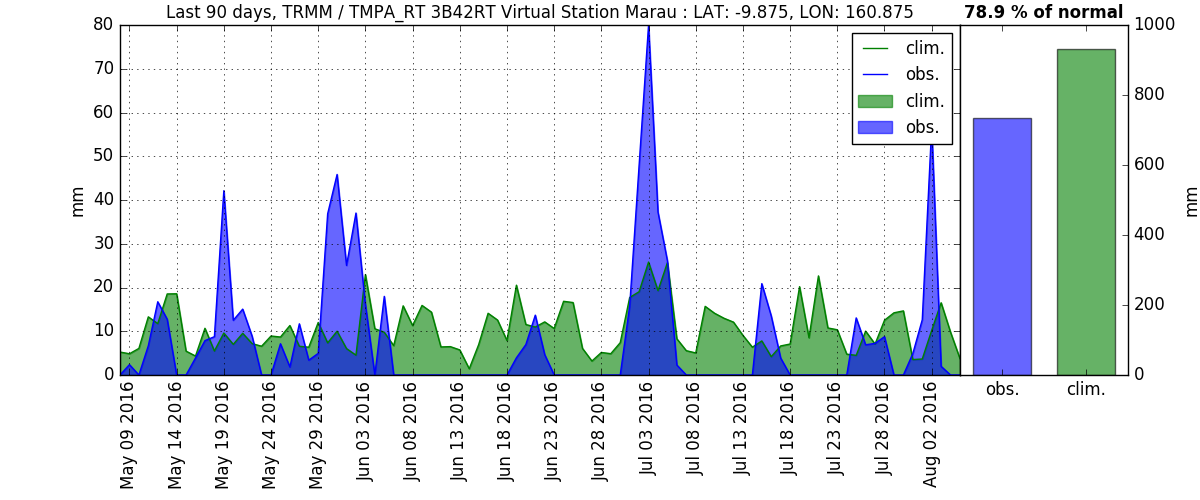 Last 90 days, TRMM / TMPA_RT 3B42RT Virtual Station Marau : LAT: -9.875, LON: 160.875
78.9 % of normal
80
70
60
50
40
30
20
10
0
mm
clim.
obs.
clim.
obs.
1000
800
600
400
200
0
mm
obs.
clim.
May 09 2016
May 14 2016
May 19 2016
May 24 2016
May 29 2016
Jun 03 2016
Jun 08 2016
Jun 13 2016
Jun 18 2016
Jun 23 2016
Jun 28 2016
Jul 03 2016
Jul 08 2016
Jul 13 2016
Jul 18 2016
Jul 23 2016
Jul 28 2016
Aug 02 2016